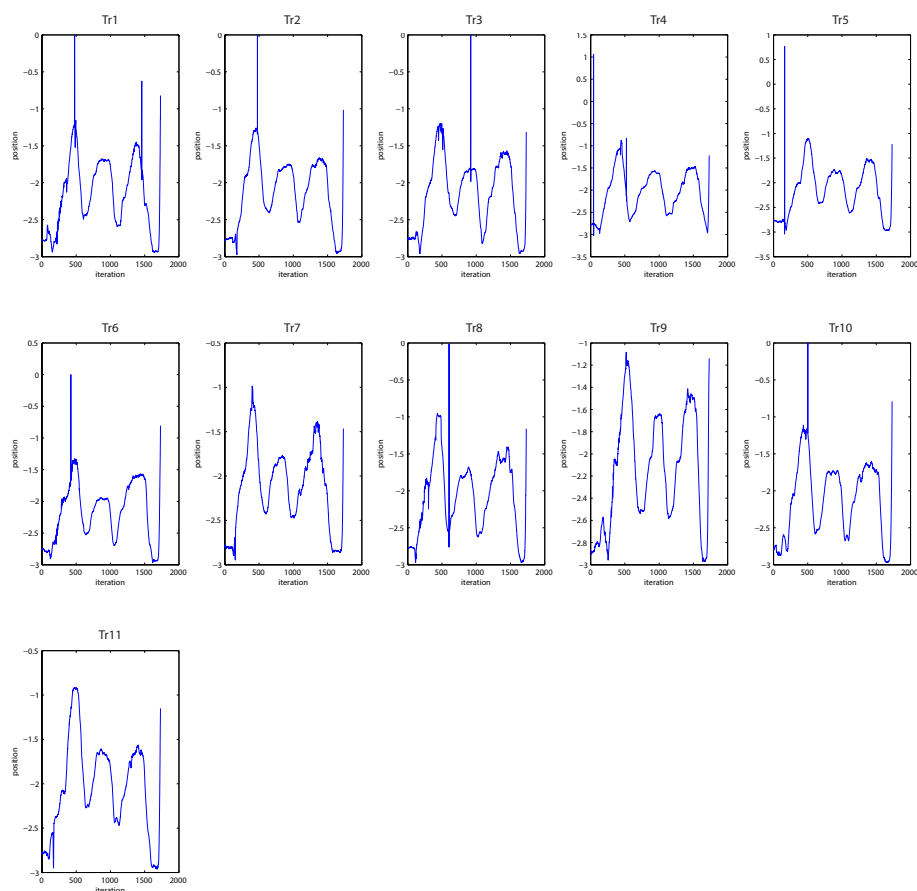 Tr1 Tr2 Tr3 Tr4 Tr5
0 0 0 1.5 1
−0.5 −0.5 −0.5 1 0.5
−1 −1 −1 0.5 0
−1.5 −1.5 −1.5 0 −0.5
−2 −2 −2 −0.5 −1
−2.5 −2.5 −2.5 −1 −1.5
−3 −3 −3 −1.5 −2
−2 −2.5
−2.5 −3
−3 −3.5
−3.5
position position position position position
0 500 1000 1500 2000 0 500 1000 1500 2000 0 500 1000 1500 2000 0 500 1000 1500 2000 0 500 1000 1500 2000
iteration iteration iteration iteration iteration
Tr6 Tr7 Tr8 Tr9 Tr10
0.5 −0.5 0 −1 0
0 −1 −0.5 −1.2 −0.5
−0.5 −2 −1 −1.4 −1
−1 −3 −1.5 −1.6 −1.5
−1.5 −2 −1.8 −2
−2 −2.5 −2 −2.5
−2.5 −3 −2.2 −3
−3 −2.4
−2.6
−2.8
−3
position position position position position
0 500 1000 1500 2000 0 500 1000 1500 2000 0 500 1000 1500 2000 0 500 1000 1500 2000 0 500 1000 1500 2000
iteration iteration iteration iteration iteration
Tr11
−0.5
−1
−1.5
−2
−2.5
−3
position
0 500 1000 1500 2000
iteration